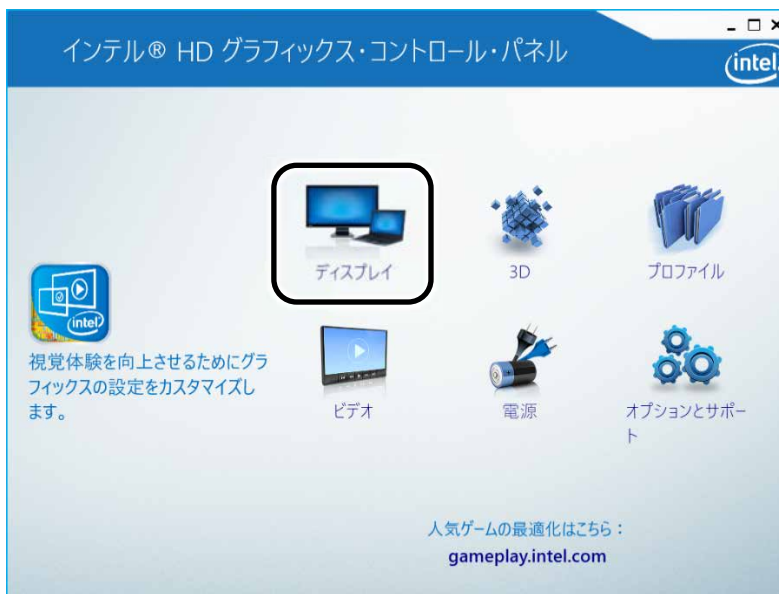 インテル® HD グラフィックス・コントロール・パネル
intel
ディスプレイ
3D
プロファイル
intel
視覚体験を向上させるためにグラ
フィックスの設定をカスタマイズし
ます。
ビデオ
電源
オプションとサポー
ト
人気ゲームの最適化はこちら：
gameplay.intel.com